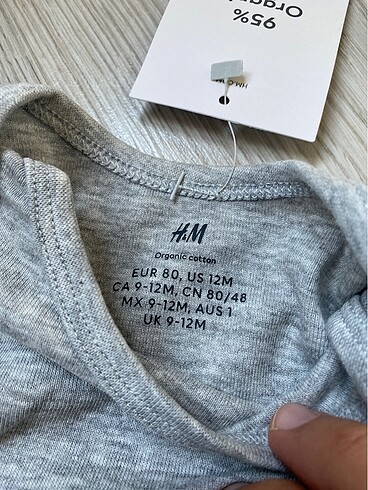 95%
H&M
Organic cotton
EUR 80, US 12M
CA 9-12M, CN 80/48
MX 9-12M, AUS 1
UK 9-12M